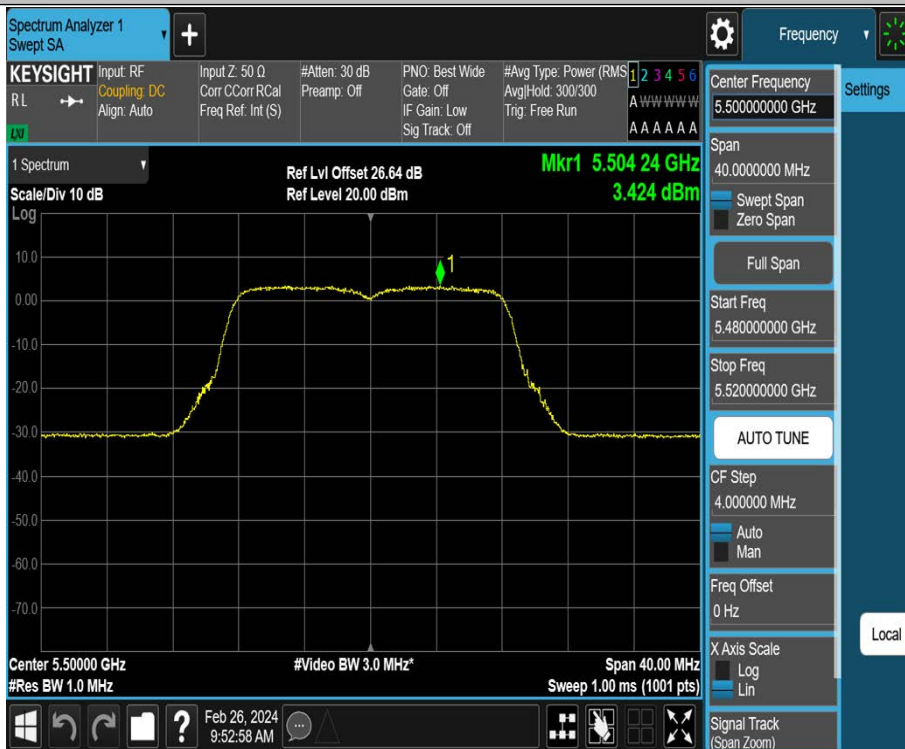 Spectrum Analyzer 1
Swept SA
Frequency
KEYSIGHT
R L
LXI
Input: RF
Coupling: DC
Align: Auto
Input Z: 50 Ω
Corr CCorr RCal
Freq Ref: Int (S)
#Atten: 30 dB
Preamp: Off
PNO: Best Wide
Gate: Off
IF Gain: Low
Sig Track: Off
#Avg Type: Power (RMS
Avg|Hold: 300/300
Trig: Free Run
1 2 3 4 5 6
A W W W W W
A A A A A A
1 Spectrum
Scale/Div 10 dB
Ref Lvl Offset 26.64 dB
Ref Level 20.00 dBm
Mkr1 5.504 24 GHz
3.424 dBm
Log
10.0
0.00
-10.0
-20.0
-30.0
-40.0
-50.0
-60.0
-70.0
1
Center 5.50000 GHz
#Res BW 1.0 MHz
#Video BW 3.0 MHz*
Span 40.00 MHz
Sweep 1.00 ms (1001 pts)
Feb 26, 2024
9:52:58 AM
Center Frequency
5.500000000 GHz
Span
40.0000000 MHz
Swept Span
Zero Span
Full Span
Start Freq
5.480000000 GHz
Stop Freq
5.520000000 GHz
AUTO TUNE
CF Step
4.000000 MHz
Auto
Man
Freq Offset
0 Hz
X Axis Scale
Log
Lin
Signal Track
(Span Zoom)
Settings
Local